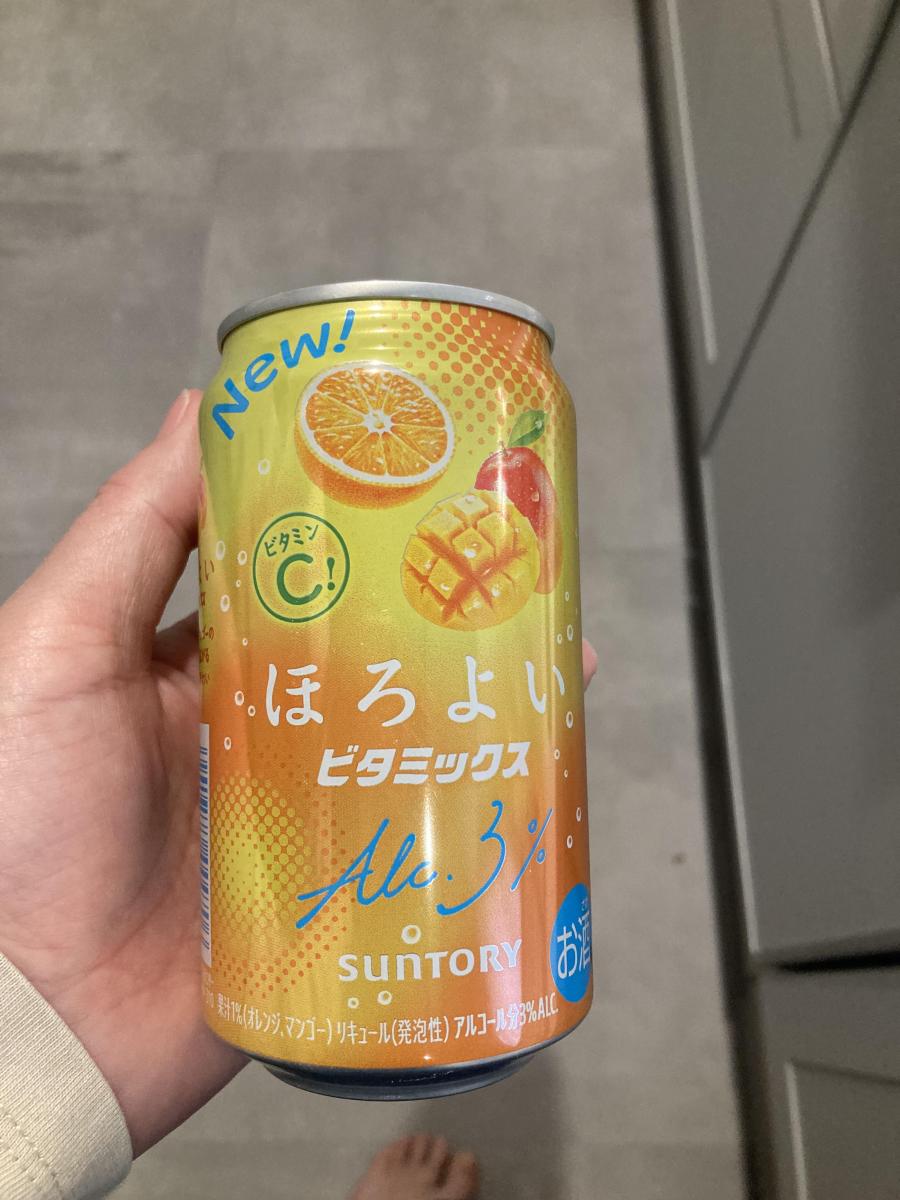 New!
ビタミン
C!
ほろよい
ビタミックス
Alc. 3%
SUNTORY
お酒
果汁1%(オレンジ,マンゴー) リキュール(発泡性) アルコール分3%ALC.